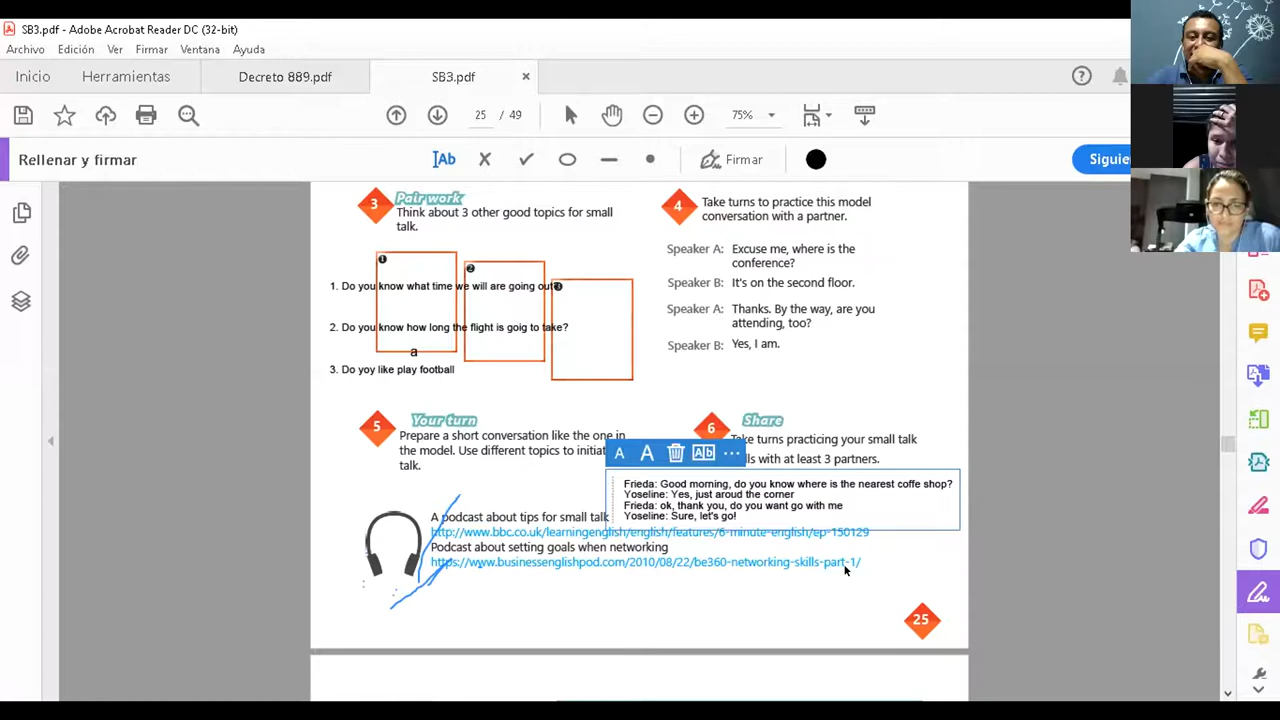 SB3.pdf - Adobe Acrobat Reader DC (32-bit)
Archivo Edición Ver Firmar Ventana Ayuda
Inicio Herramientas Decreto 889.pdf SB3.pdf ×
25 / 49 75%
Rellenar y firmar IAb Firmar Siguie
3 Pair work
Think about 3 other good topics for small
talk.
1 2 3
1. Do you know what time we will are going out?
2. Do you know how long the flight is goig to take?
a
3. Do yoy like play football
4 Take turns to practice this model
conversation with a partner.
Speaker A: Excuse me, where is the
conference?
Speaker B: It's on the second floor.
Speaker A: Thanks. By the way, are you
attending, too?
Speaker B: Yes, I am.
5 Your turn
Prepare a short conversation like the one in
the model. Use different topics to initiat
talk.
6 Share
Take turns practicing your small talk
lls with at least 3 partners.
A A Ab ...
Frieda: Good morning, do you know where is the nearest coffe shop?
Yoseline: Yes, just aroud the corner
Frieda: ok, thank you, do you want go with me
Yoseline: Sure, let's go!
A podcast about tips for small talk
http://www.bbc.co.uk/learningenglish/english/features/6-minute-english/ep-150129
Podcast about setting goals when networking
https://www.businessenglishpod.com/2010/08/22/be360-networking-skills-part-1/
25